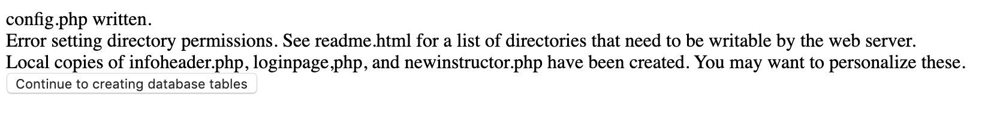 config.php written.
Error setting directory permissions. See readme.html for a list of directories that need to be writable by the web server.
Local copies of infoheader.php, loginpage,php, and newinstructor.php have been created. You may want to personalize these.
Continue to creating database tables